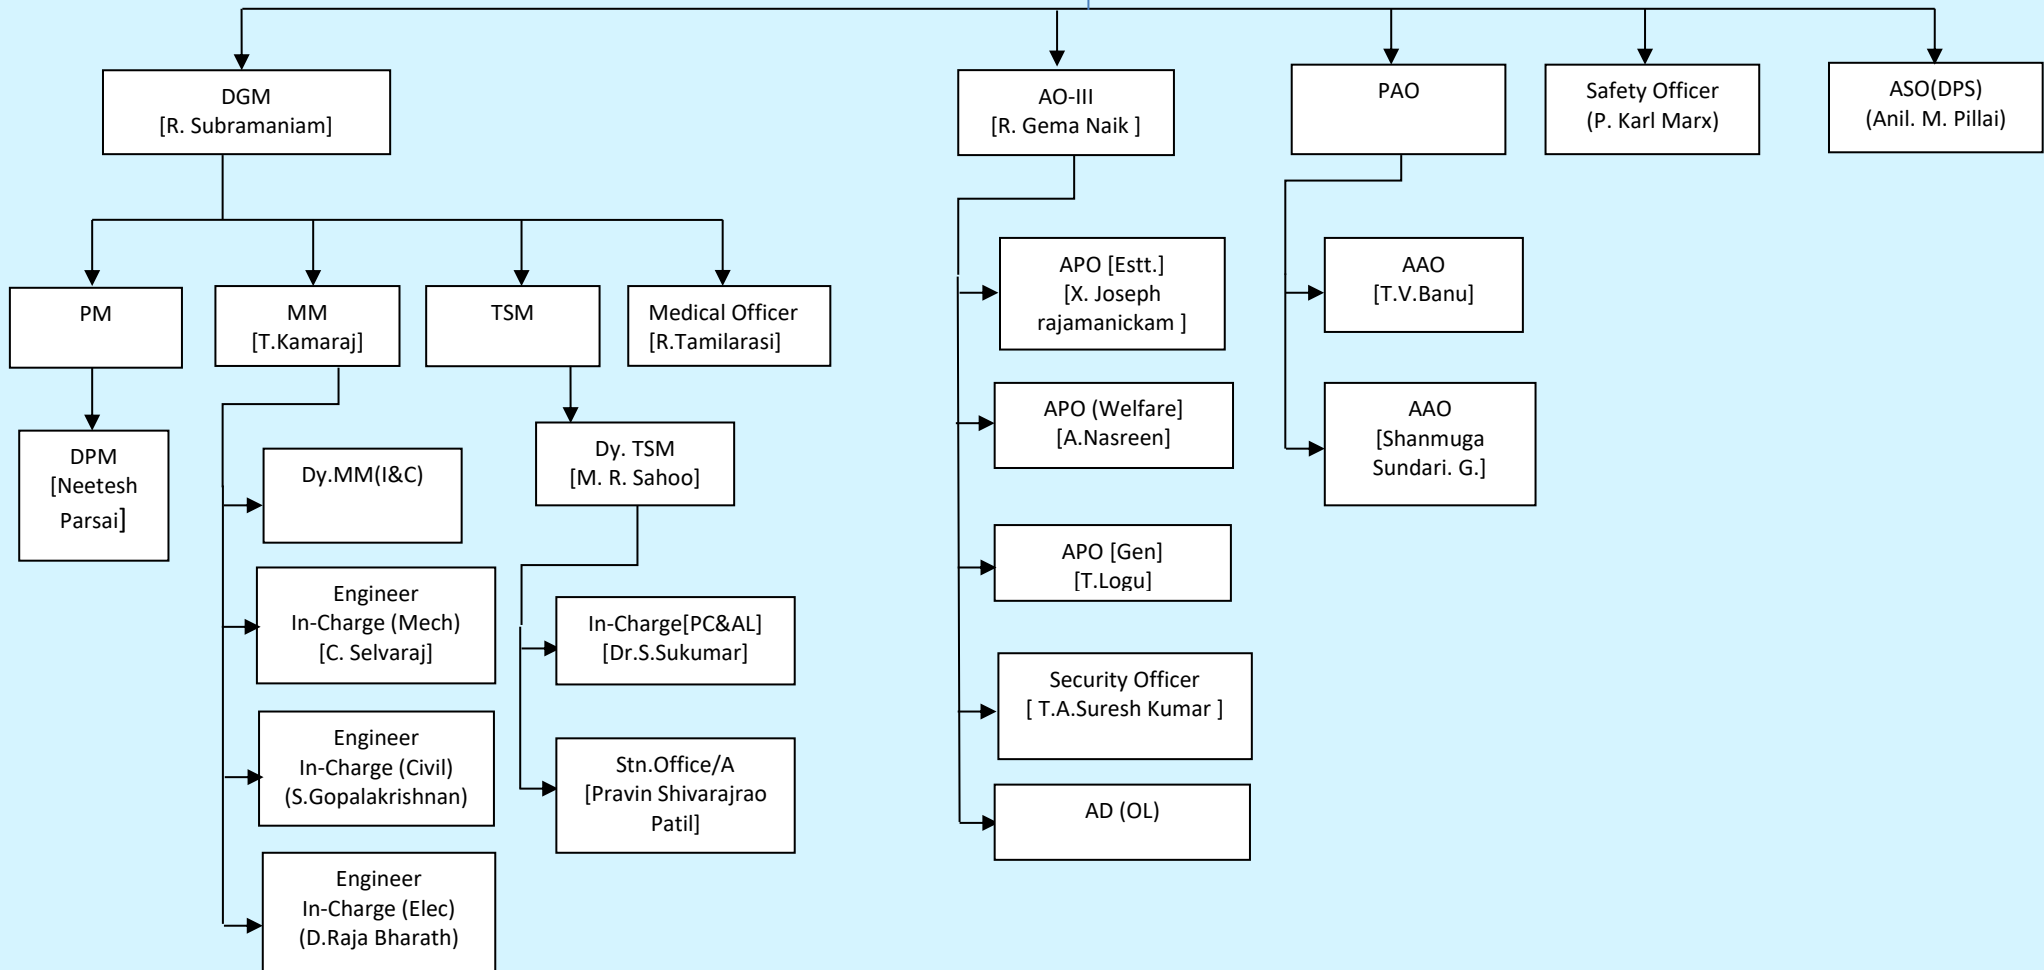 DGM
[R. Subramaniam]
AO-III
[R. Gema Naik ]
PAO
Safety Officer
(P. Karl Marx)
ASO(DPS)
(Anil. M. Pillai)
PM
MM
[T.Kamaraj]
TSM
Medical Officer
[R.Tamilarasi]
DPM
[Neetesh
Parsai]
Dy.MM(I&C)
Engineer
In-Charge (Mech)
[C. Selvaraj]
Engineer
In-Charge (Civil)
(S.Gopalakrishnan)
Engineer
In-Charge (Elec)
(D.Raja Bharath)
Dy. TSM
[M. R. Sahoo]
In-Charge[PC&AL]
[Dr.S.Sukumar]
Stn.Office/A
[Pravin Shivarajrao
Patil]
APO [Estt.]
[X. Joseph
rajamanickam ]
APO (Welfare]
[A.Nasreen]
APO [Gen]
[T.Logu]
Security Officer
[ T.A.Suresh Kumar ]
AD (OL)
AAO
[T.V.Banu]
AAO
[Shanmuga
Sundari. G.]